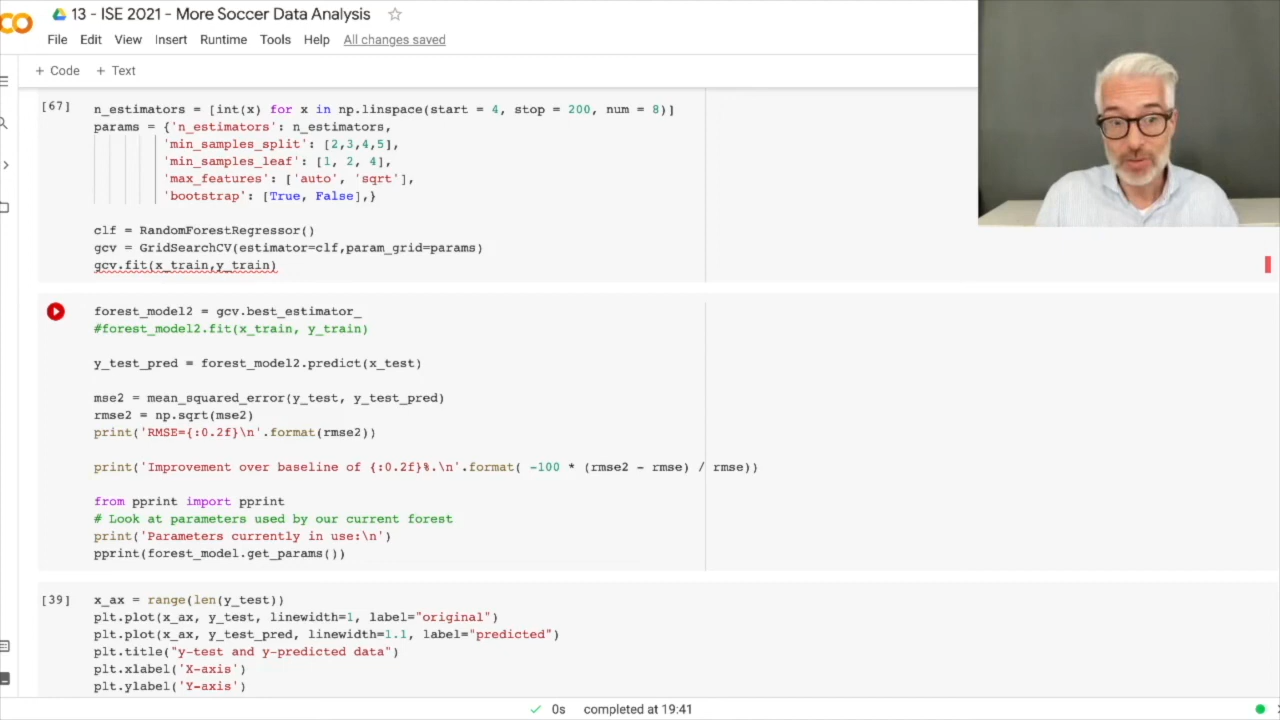 CO 13 - ISE 2021 - More Soccer Data Analysis
File Edit View Insert Runtime Tools Help All changes saved
+ Code + Text
[67] n_estimators = [int(x) for x in np.linspace(start = 4, stop = 200, num = 8)]
params = {'n_estimators': n_estimators,
'min_samples_split': [2,3,4,5],
'min_samples_leaf': [1, 2, 4],
'max_features': ['auto', 'sqrt'],
'bootstrap': [True, False],}
clf = RandomForestRegressor()
gcv = GridSearchCV(estimator=clf,param_grid=params)
gcv.fit(x_train,y_train)
forest_model2 = gcv.best_estimator_
#forest_model2.fit(x_train, y_train)
y_test_pred = forest_model2.predict(x_test)
mse2 = mean_squared_error(y_test, y_test_pred)
rmse2 = np.sqrt(mse2)
print('RMSE={:0.2f}\n'.format(rmse2))
print('Improvement over baseline of {:0.2f}%.\n'.format( -100 * (rmse2 - rmse) / rmse))
from pprint import pprint
# Look at parameters used by our current forest
print('Parameters currently in use:\n')
pprint(forest_model.get_params())
[39] x_ax = range(len(y_test))
plt.plot(x_ax, y_test, linewidth=1, label="original")
plt.plot(x_ax, y_test_pred, linewidth=1.1, label="predicted")
plt.title("y-test and y-predicted data")
plt.xlabel('X-axis')
plt.ylabel('Y-axis')
0s completed at 19:41